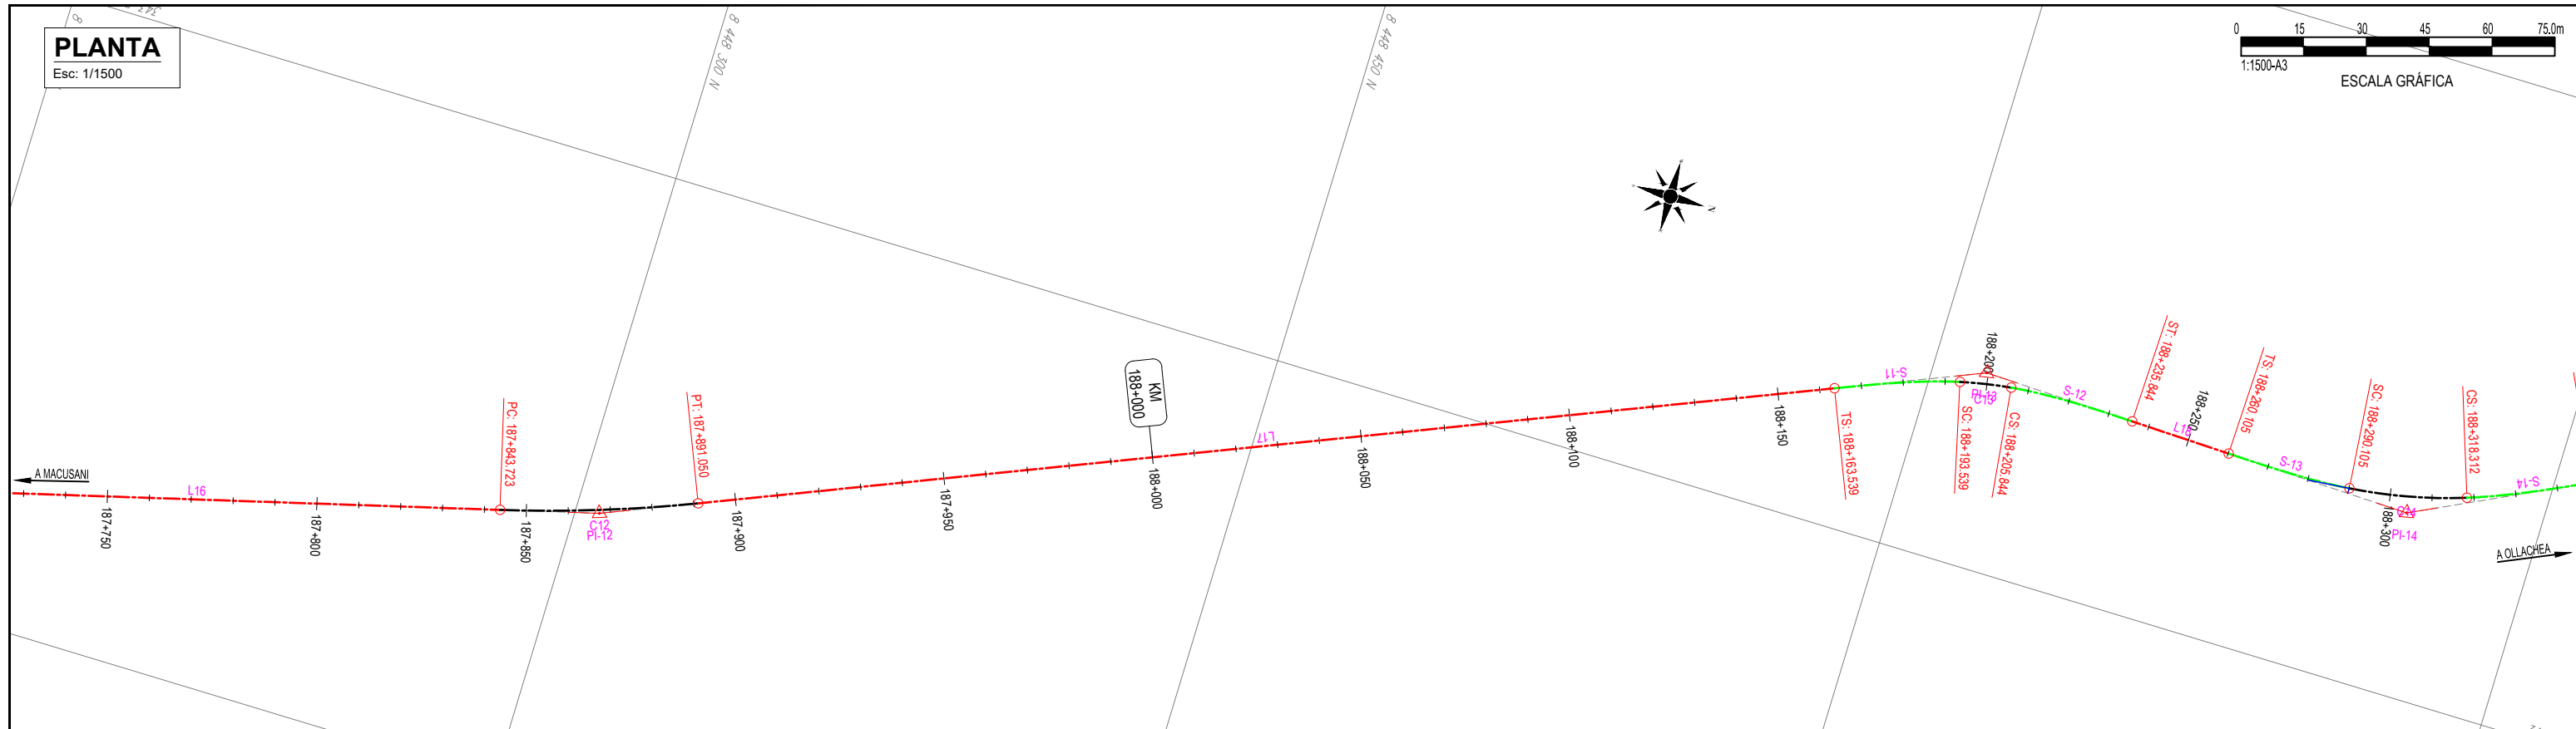 PLANTA
Esc: 1/1500
8 448 300 N
8 448 450 N
0 15 30 45 60 75.0m
1:1500-A3
ESCALA GRÁFICA
N
A MACUSANI
L16
187+750
187+800
PC: 187+843.723
187+850
C12
PI-12
PT: 187+891.050
187+900
187+950
KM
188+000
188+000
188+050
L17
188+100
188+150
TS: 188+163.539
S-11
SC: 188+193.539
188+200
PI-13
C13
CS: 188+205.844
S-12
ST: 188+235.844
L18
188+250
TS: 188+260.105
S-13
SC: 188+290.105
188+300
C14
PI-14
CS: 188+318.312
S-14
A OLLACHEA